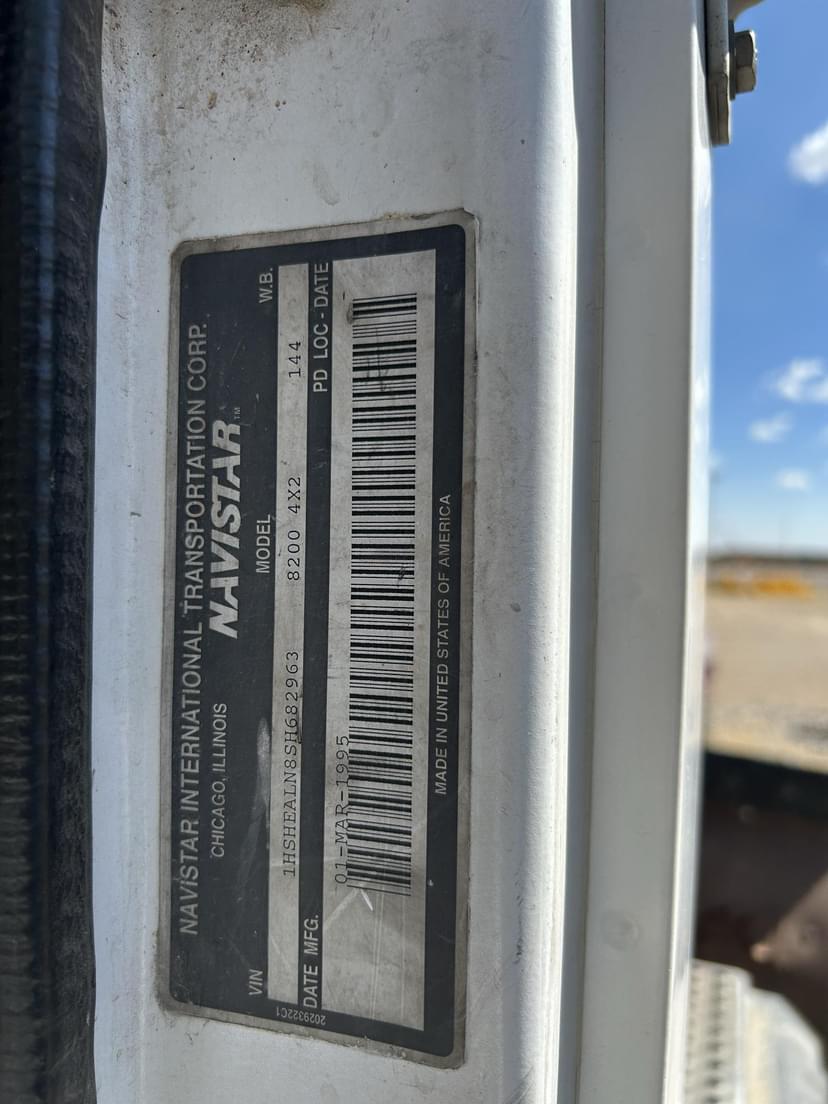 NAVISTAR INTERNATIONAL TRANSPORTATION CORP.
CHICAGO, ILLINOIS
NAVISTAR™
VIN MODEL W.B.
1HSHEALN8SH682963 8200 4X2 144
DATE MFG. PD LOC - DATE
01-MAR-1995
MADE IN UNITED STATES OF AMERICA
2029322C1